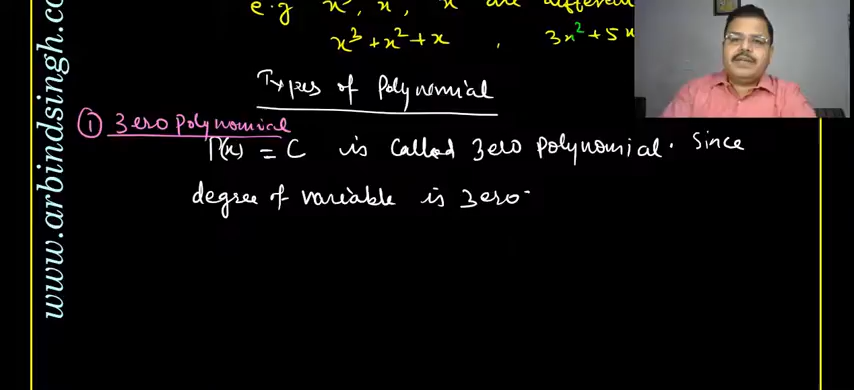 e.g
x³ + x² + x , 3x² + 5x
Types of Polynomial
① Zero polynomial
P(x) = C is called Zero polynomial. Since
degree of variable is zero.
www.arbindsingh.co